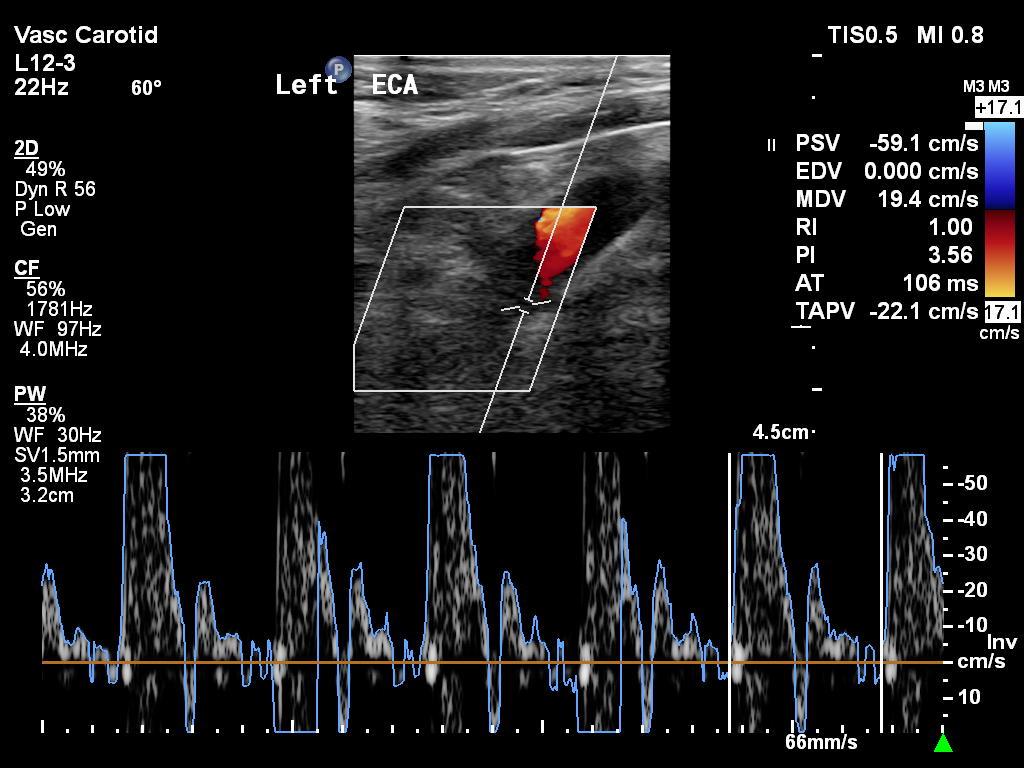 Vasc Carotid
L12-3
22Hz 60°
TIS0.5 MI 0.8
P
Left ECA
M3 M3
+17.1
2D
49%
Dyn R 56
P Low
Gen
CF
56%
1781Hz
WF 97Hz
4.0MHz
PW
38%
WF 30Hz
SV1.5mm
3.5MHz
3.2cm
PSV -59.1 cm/s
EDV 0.000 cm/s
MDV 19.4 cm/s
RI 1.00
PI 3.56
AT 106 ms
TAPV -22.1 cm/s
17.1
cm/s
4.5cm
-50
-40
-30
-20
-10
Inv
cm/s
10
66mm/s